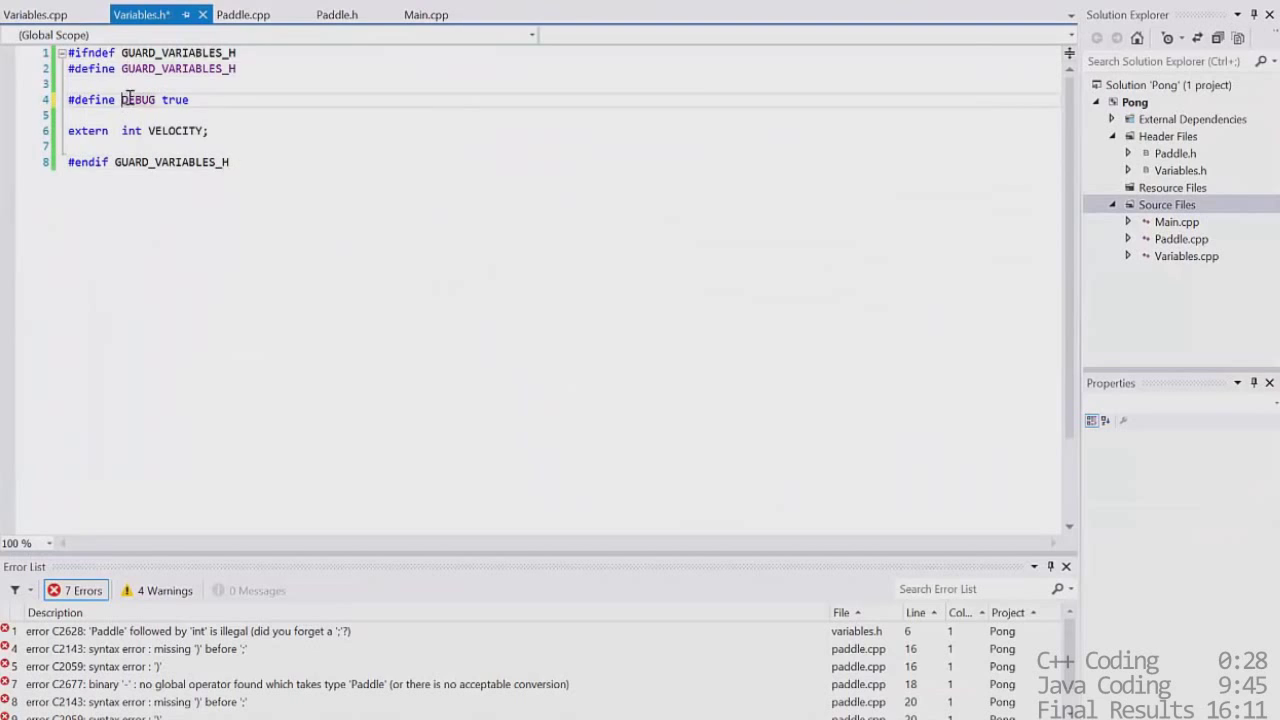 Variables.cpp
Variables.h*
Paddle.cpp
Paddle.h
Main.cpp
(Global Scope)
1 #ifndef GUARD_VARIABLES_H
2 #define GUARD_VARIABLES_H
3
4 #define DEBUG true
5
6 extern  int VELOCITY;
7
8 #endif GUARD_VARIABLES_H
100 %
Solution Explorer
Search Solution Explorer (Ctrl+;)
Solution 'Pong' (1 project)
Pong
External Dependencies
Header Files
Paddle.h
Variables.h
Resource Files
Source Files
Main.cpp
Paddle.cpp
Variables.cpp
Properties
Error List
7 Errors 4 Warnings 0 Messages Search Error List
Description File Line Col... Project
1 error C2628: 'Paddle' followed by 'int' is illegal (did you forget a ';'?) variables.h 6 1 Pong
4 error C2143: syntax error : missing ')' before ';' paddle.cpp 16 1 Pong
5 error C2059: syntax error : ')' paddle.cpp 16 1 Pong
7 error C2677: binary '-' : no global operator found which takes type 'Paddle' (or there is no acceptable conversion) paddle.cpp 18 1 Pong
8 error C2143: syntax error : missing ')' before ';' paddle.cpp 20 1 Pong
9 error C2059: syntax error : ')' paddle.cpp 20 1 Pong
C++ Coding 0:28
Java Coding 9:45
Final Results 16:11